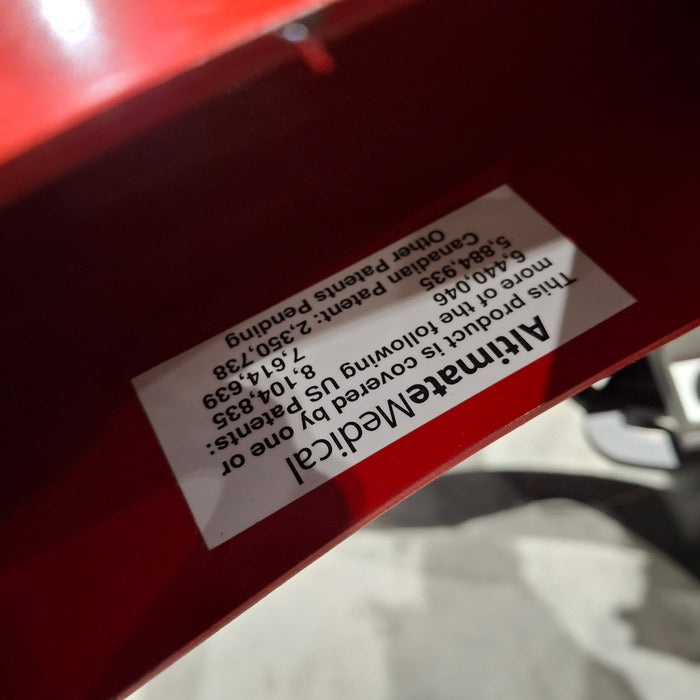 AltimateMedical
This product is covered by one or
more of the following US Patents:
6,440,046 8,104,835
5,884,935 7,614,639
Canadian Patent: 2,350,738
Other Patents Pending